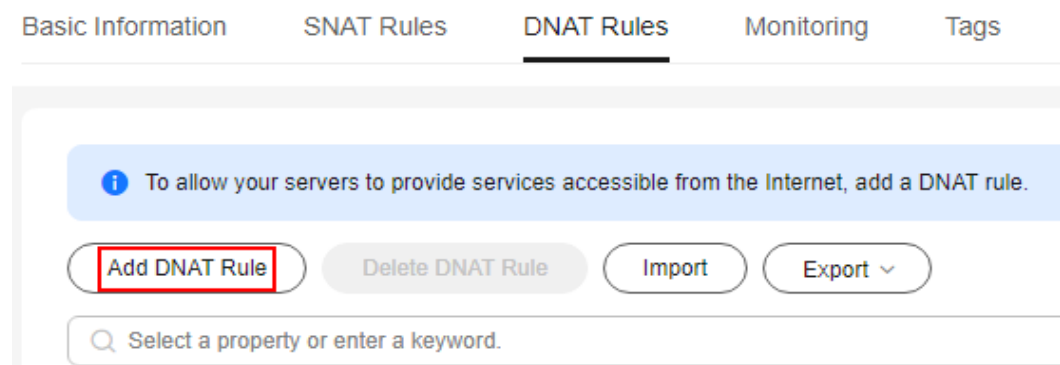 Basic Information SNAT Rules DNAT Rules Monitoring Tags
To allow your servers to provide services accessible from the Internet, add a DNAT rule.
Add DNAT Rule Delete DNAT Rule Import Export
Select a property or enter a keyword.